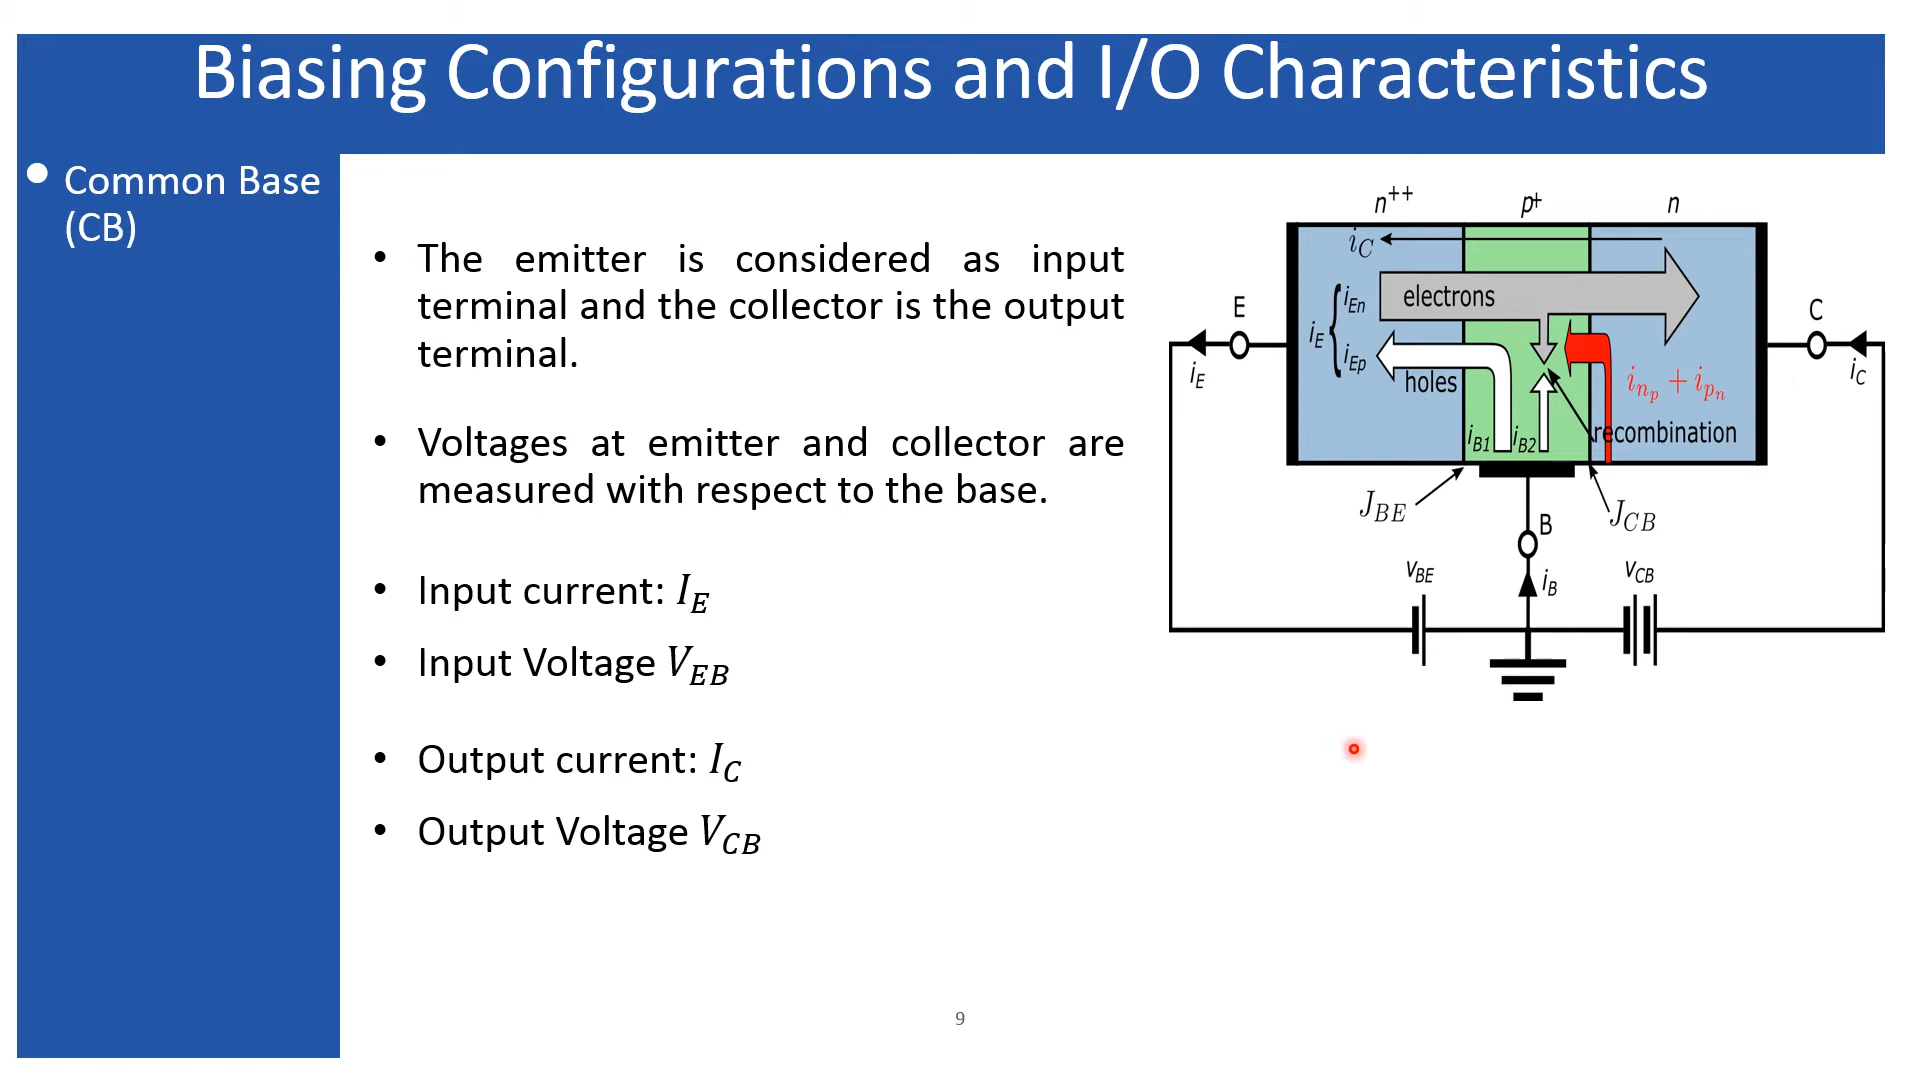 Biasing Configurations and I/O Characteristics
• Common Base
(CB)
• The emitter is considered as input
terminal and the collector is the output
terminal.
• Voltages at emitter and collector are
measured with respect to the base.
• Input current: I_E
• Input Voltage V_EB
• Output current: I_C
• Output Voltage V_CB
n++ p+ n
i_C
electrons
i_En
i_E
i_Ep
holes
i_B1 i_B2
i_np + i_pn
recombination
E
i_E
C
i_C
J_BE
J_CB
B
i_B
v_BE
v_CB
9